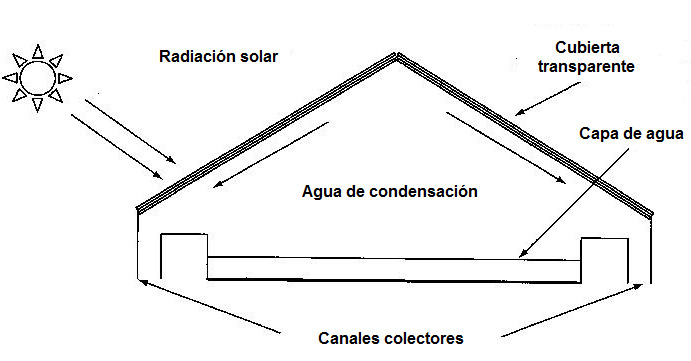 Radiación solar
Cubierta
transparente
Capa de agua
Agua de condensación
Canales colectores